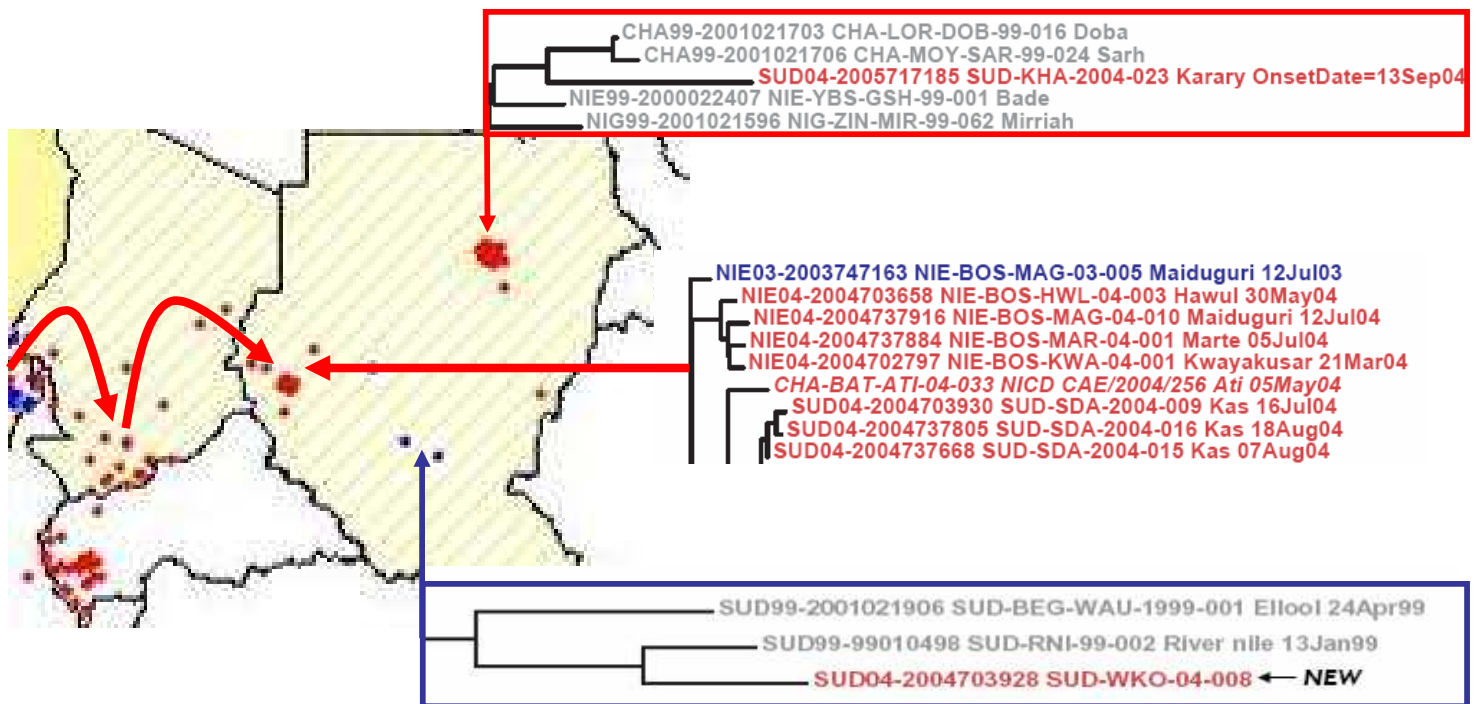 CHA99-2001021703 CHA-LOR-DOB-99-016 Doba
CHA99-2001021706 CHA-MOY-SAR-99-024 Sarh
SUD04-2005717185 SUD-KHA-2004-023 Karary OnsetDate=13Sep04
NIE99-2000022407 NIE-YBS-GSH-99-001 Bade
NIG99-2001021596 NIG-ZIN-MIR-99-062 Mirriah
NIE03-2003747163 NIE-BOS-MAG-03-005 Maiduguri 12Jul03
NIE04-2004703658 NIE-BOS-HWL-04-003 Hawul 30May04
NIE04-2004737916 NIE-BOS-MAG-04-010 Maiduguri 12Jul04
NIE04-2004737884 NIE-BOS-MAR-04-001 Marte 05Jul04
NIE04-2004702797 NIE-BOS-KWA-04-001 Kwayakusar 21Mar04
CHA-BAT-ATI-04-033 NICD CAE/2004/256 Ati 05May04
SUD04-2004703930 SUD-SDA-2004-009 Kas 16Jul04
SUD04-2004737805 SUD-SDA-2004-016 Kas 18Aug04
SUD04-2004737668 SUD-SDA-2004-015 Kas 07Aug04
SUD99-2001021906 SUD-BEG-WAU-1999-001 Ellool 24Apr99
SUD99-99010498 SUD-RNI-99-002 River nile 13Jan99
SUD04-2004703928 SUD-WKO-04-008 ← NEW